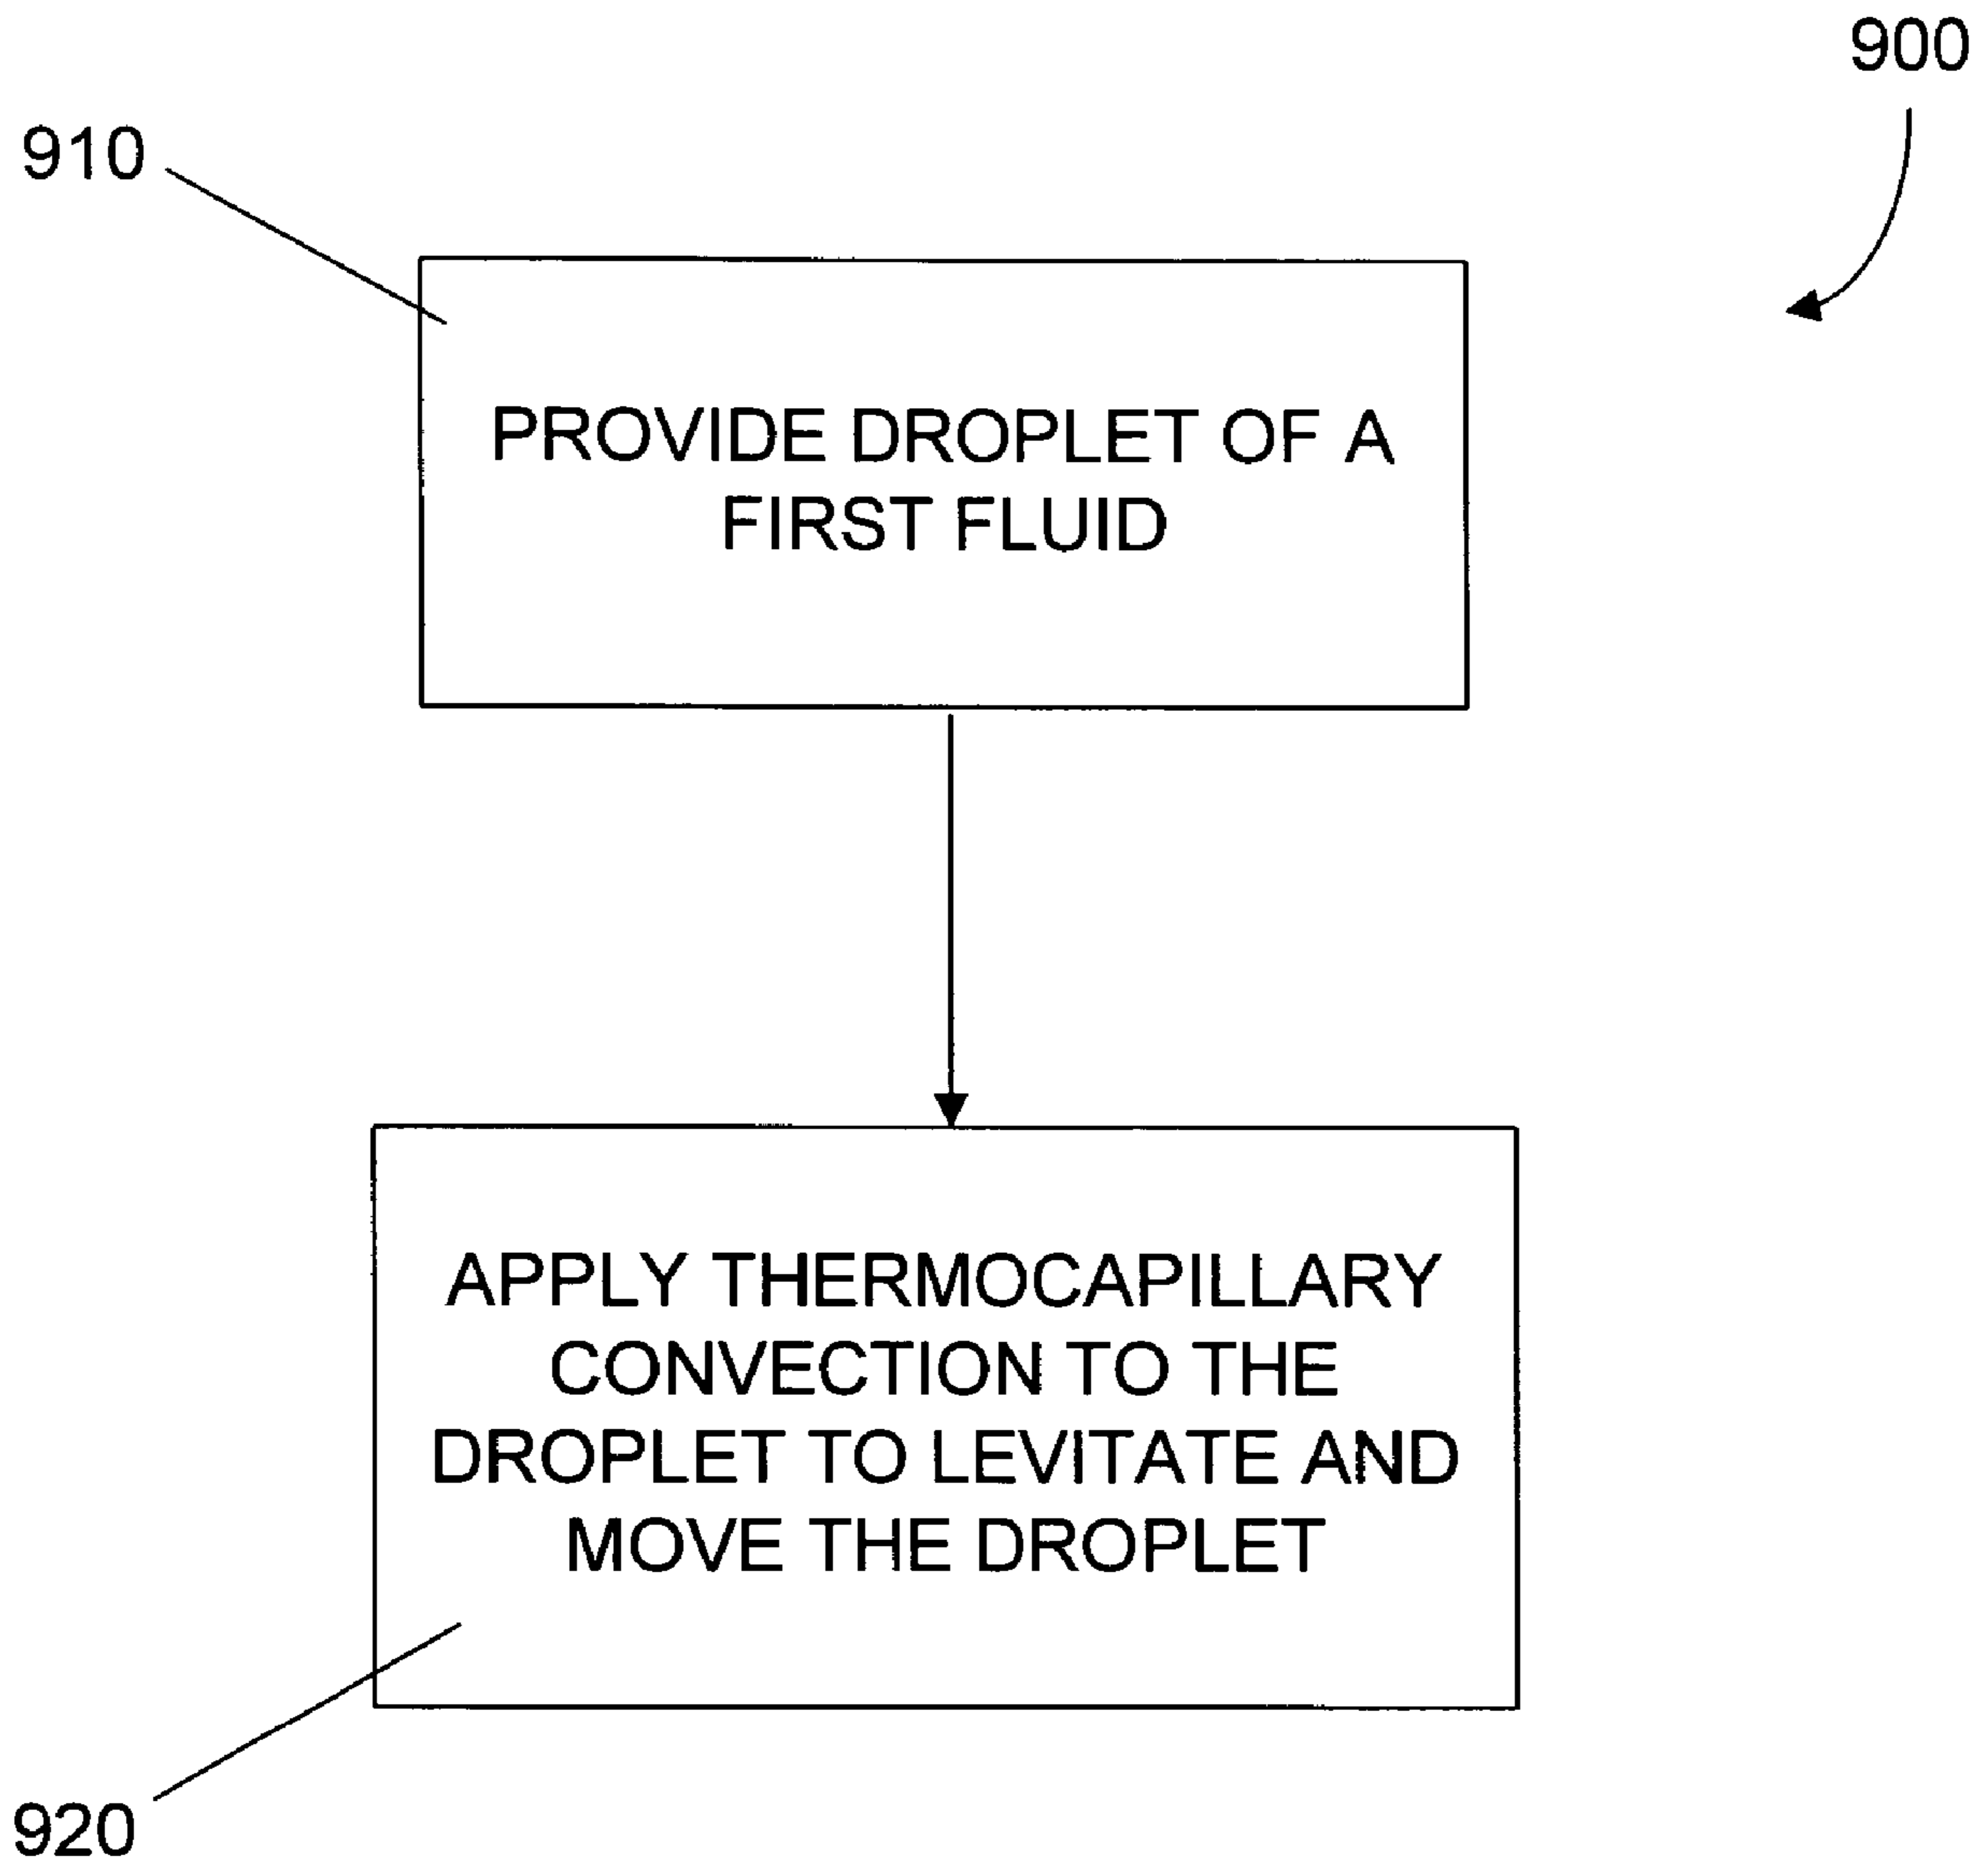 900
910
PROVIDE DROPLET OF A
FIRST FLUID
APPLY THERMOCAPILLARY
CONVECTION TO THE
DROPLET TO LEVITATE AND
MOVE THE DROPLET
920